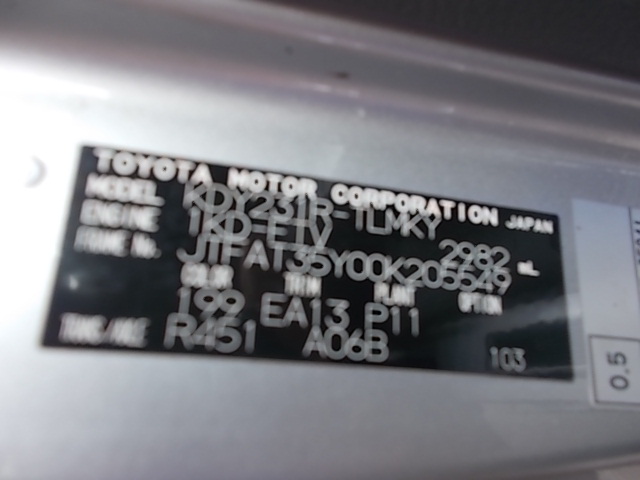 TOYOTA MOTOR CORPORATION JAPAN
MODEL KDY231R-TLMKY
ENGINE 1KD-FTV 2982 mL
FRAME No. JTFAT35Y00K205549
COLOR TRIM PLANT OPTION
199 EA13 P11
TRANS/AXLE R451 A06B 103
0.5